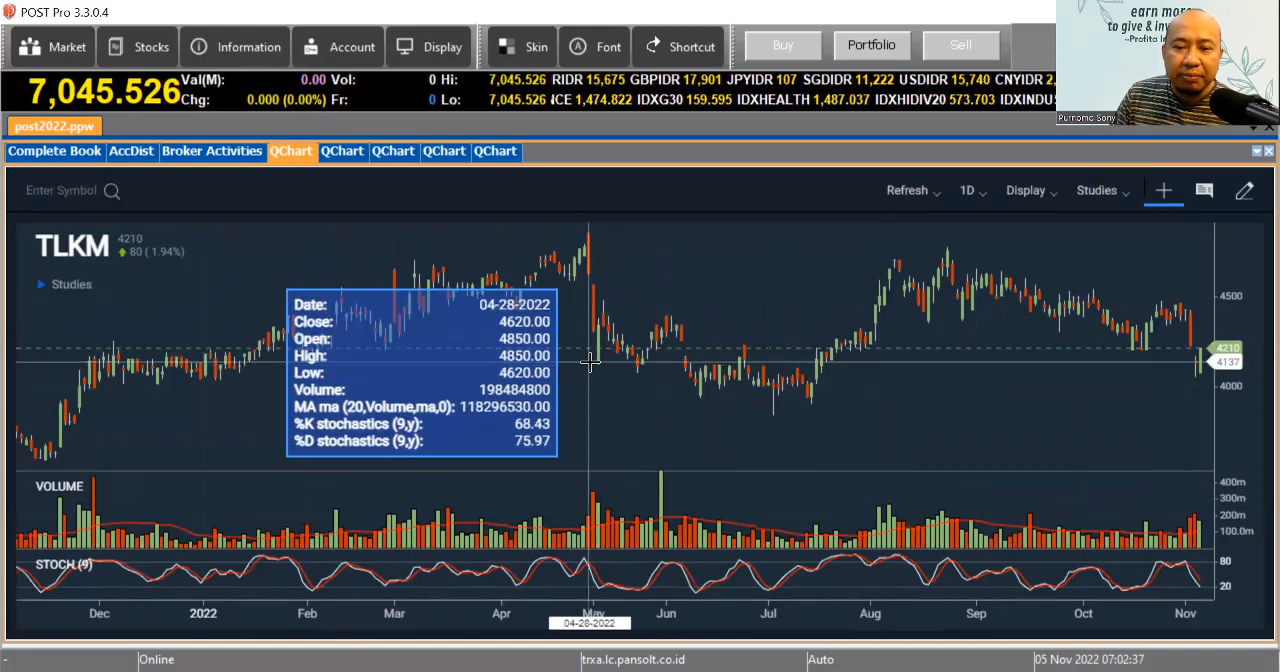 POST Pro 3.3.0.4
earn more
to give & inv
~Profita In
Market Stocks Information Account Display Skin Font Shortcut Buy Portfolio Sell
7,045.526
Val(M): 0.00 Vol: 0 Hi: 7,045.526 RIDR 15,675 GBPIDR 17,901 JPYIDR 107 SGDIDR 11,222 USDIDR 15,740 CNYIDR 2,
Chg: 0.000 (0.00%) Fr: 0 Lo: 7,045.526 ICE 1,474.822 IDXG30 159.595 IDXHEALTH 1,487.037 IDXHIDIV20 573.703 IDXINDUS
Purnomo Sony
post2022.ppw
Complete Book AccDist Broker Activities QChart QChart QChart QChart QChart
Enter Symbol Refresh 1D Display Studies
TLKM 4210
80 ( 1.94%)
Studies
Date: 04-28-2022
Close: 4620.00
Open: 4850.00
High: 4850.00
Low: 4620.00
Volume: 198484800
MA ma (20,Volume,ma,0): 118296530.00
%K stochastics (9,y): 68.43
%D stochastics (9,y): 75.97
4500
4210
4137
4000
VOLUME
400m
300m
200m
100.0m
STOCH (9)
80
20
Dec 2022 Feb Mar Apr May Jun Jul Aug Sep Oct Nov
04-28-2022
- Online trxa.lc.pansolt.co.id Auto 05 Nov 2022 07:02:37